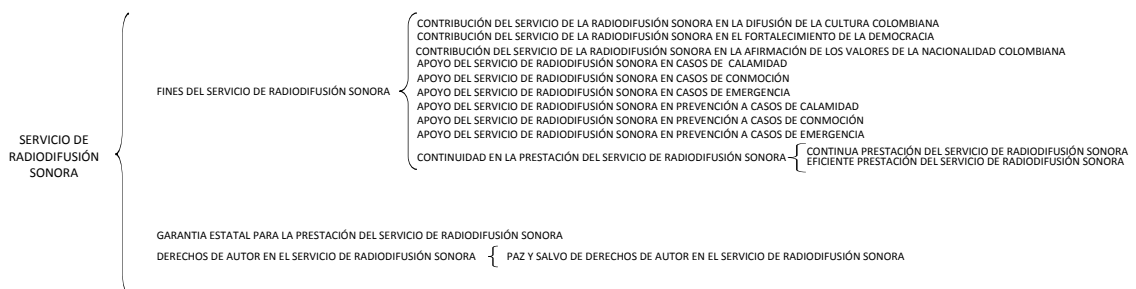 SERVICIO DE
RADIODIFUSIÓN
SONORA
FINES DEL SERVICIO DE RADIODIFUSIÓN SONORA
CONTRIBUCIÓN DEL SERVICIO DE LA RADIODIFUSIÓN SONORA EN LA DIFUSIÓN DE LA CULTURA COLOMBIANA
CONTRIBUCIÓN DEL SERVICIO DE LA RADIODIFUSIÓN SONORA EN EL FORTALECIMIENTO DE LA DEMOCRACIA
CONTRIBUCIÓN DEL SERVICIO DE LA RADIODIFUSIÓN SONORA EN LA AFIRMACIÓN DE LOS VALORES DE LA NACIONALIDAD COLOMBIANA
APOYO DEL SERVICIO DE RADIODIFUSIÓN SONORA EN CASOS DE CALAMIDAD
APOYO DEL SERVICIO DE RADIODIFUSIÓN SONORA EN CASOS DE CONMOCIÓN
APOYO DEL SERVICIO DE RADIODIFUSIÓN SONORA EN CASOS DE EMERGENCIA
APOYO DEL SERVICIO DE RADIODIFUSIÓN SONORA EN PREVENCIÓN A CASOS DE CALAMIDAD
APOYO DEL SERVICIO DE RADIODIFUSIÓN SONORA EN PREVENCIÓN A CASOS DE CONMOCIÓN
APOYO DEL SERVICIO DE RADIODIFUSIÓN SONORA EN PREVENCIÓN A CASOS DE EMERGENCIA
CONTINUIDAD EN LA PRESTACIÓN DEL SERVICIO DE RADIODIFUSIÓN SONORA
CONTINUA PRESTACIÓN DEL SERVICIO DE RADIODIFUSIÓN SONORA
EFICIENTE PRESTACIÓN DEL SERVICIO DE RADIODIFUSIÓN SONORA
GARANTIA ESTATAL PARA LA PRESTACIÓN DEL SERVICIO DE RADIODIFUSIÓN SONORA
DERECHOS DE AUTOR EN EL SERVICIO DE RADIODIFUSIÓN SONORA
PAZ Y SALVO DE DERECHOS DE AUTOR EN EL SERVICIO DE RADIODIFUSIÓN SONORA